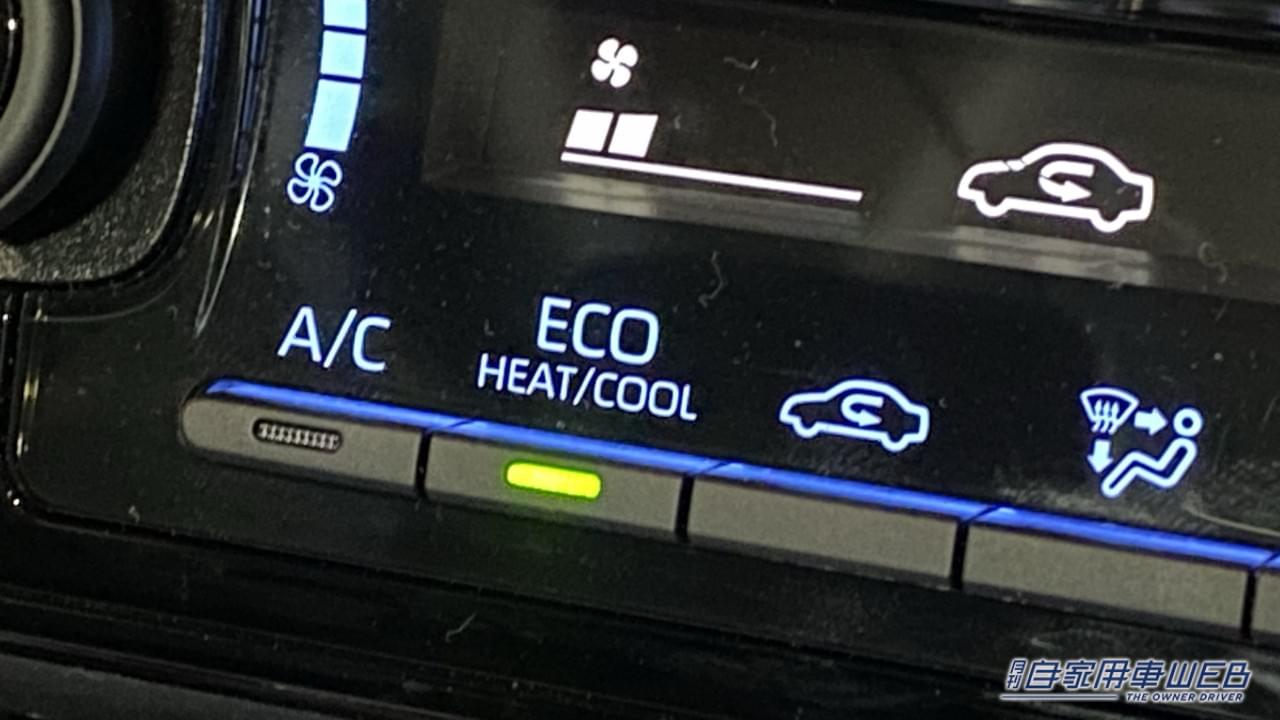 A/C
ECO
HEAT/COOL
月刊自家用車WEB
THE OWNER DRIVER